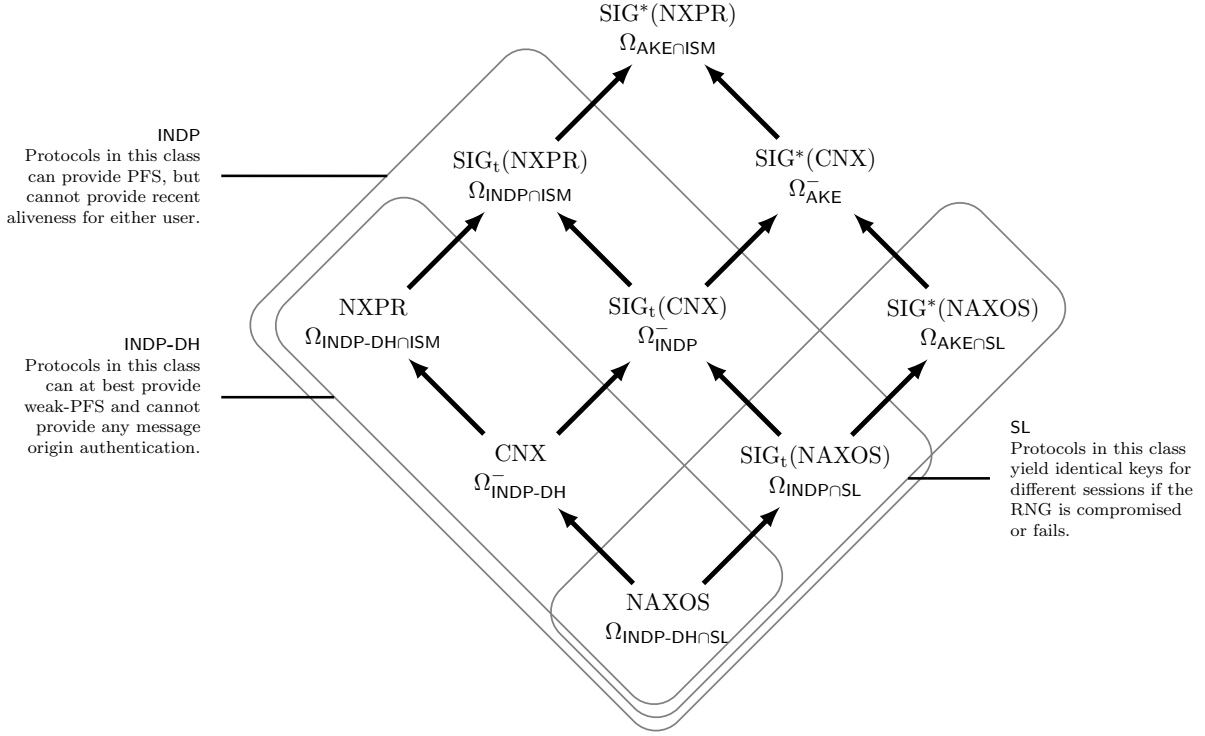 SIG*(NXPR)
Ω_AKE∩ISM
INDP
Protocols in this class
can provide PFS, but
cannot provide recent
aliveness for either user.
SIG_t(NXPR)
Ω_INDP∩ISM
SIG*(CNX)
Ω⁻_AKE
NXPR
Ω_INDP-DH∩ISM
SIG_t(CNX)
Ω⁻_INDP
SIG*(NAXOS)
Ω_AKE∩SL
INDP-DH
Protocols in this class
can at best provide
weak-PFS and cannot
provide any message
origin authentication.
CNX
Ω⁻_INDP-DH
SIG_t(NAXOS)
Ω_INDP∩SL
SL
Protocols in this class
yield identical keys for
different sessions if the
RNG is compromised
or fails.
NAXOS
Ω_INDP-DH∩SL